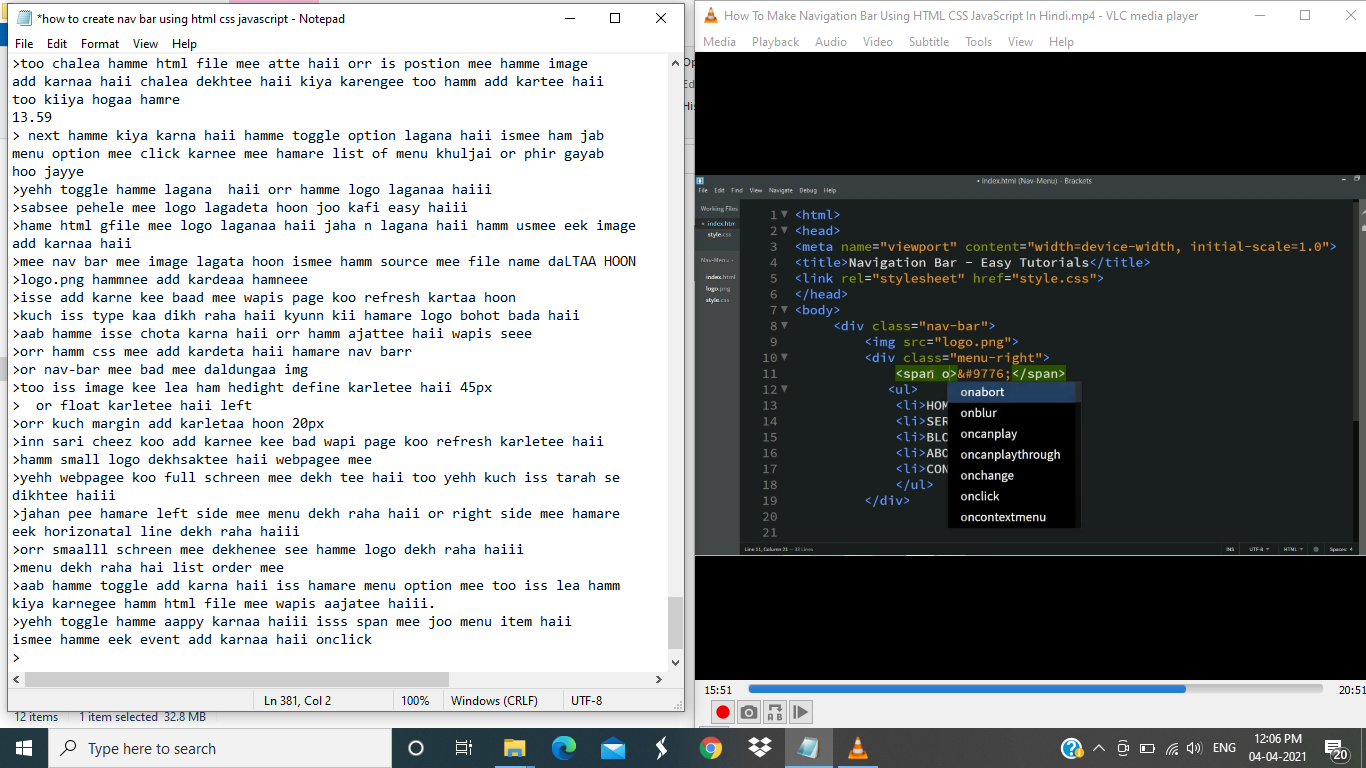 *how to create nav bar using html css javascript - Notepad
File Edit Format View Help
>too chalea hamme html file mee atte haii orr is postion mee hamme image
add karnaa haii chalea dekhtee haii kiya karengee too hamm add kartee haii
too kiiya hogaa hamre
13.59
> next hamme kiya karna haii hamme toggle option lagana haii ismee ham jab
menu option mee click karnee mee hamare list of menu khuljai or phir gayab
hoo jayye
>yehh toggle hamme lagana  haii orr hamme logo laganaa haiii
>sabsee pehele mee logo lagadeta hoon joo kafi easy haiii
>hame html gfile mee logo laganaa haii jaha n lagana haii hamm usmee eek image
add karnaa haii
>mee nav bar mee image lagata hoon ismee hamm source mee file name daLTAA HOON
>logo.png hammnee add kardeaa hamneee
>isse add karne kee baad mee wapis page koo refresh kartaa hoon
>kuch iss type kaa dikh raha haii kyunn kii hamare logo bohot bada haii
>aab hamme isse chota karna haii orr hamm ajattee haii wapis seee
>orr hamm css mee add kardeta haii hamare nav barr
>or nav-bar mee bad mee daldungaa img
>too iss image kee lea ham hedight define karletee haii 45px
>  or float karletee haii left
>orr kuch margin add karletaa hoon 20px
>inn sari cheez koo add karnee kee bad wapi page koo refresh karletee haii
>hamm small logo dekhsaktee haii webpagee mee
>yehh webpagee koo full schreen mee dekh tee haii too yehh kuch iss tarah se
dikhtee haiii
>jahan pee hamare left side mee menu dekh raha haii or right side mee hamare
eek horizonatal line dekh raha haiii
>orr smaalll schreen mee dekhenee see hamme logo dekh raha haiii
>menu dekh raha hai list order mee
>aab hamme toggle add karna haii iss hamare menu option mee too iss lea hamm
kiya karnegee hamm html file mee wapis aajatee haiii.
>yehh toggle hamme aappy karnaa haiii isss span mee joo menu item haii
ismee hamme eek event add karnaa haii onclick
>
Ln 381, Col 2 100% Windows (CRLF) UTF-8
12 items 1 item selected 32.8 MB
How To Make Navigation Bar Using HTML CSS JavaScript In Hindi.mp4 - VLC media player
Media Playback Audio Video Subtitle Tools View Help
• index.html (Nav-Menu) - Brackets
File Edit Find View Navigate Debug Help
Working Files
• index.htm
style.css
Nav-Menu
index.html
logo.png
style.css
1 <html>
2 <head>
3 <meta name="viewport" content="width=device-width, initial-scale=1.0">
4 <title>Navigation Bar - Easy Tutorials</title>
5 <link rel="stylesheet" href="style.css">
6 </head>
7 <body>
8 <div class="nav-bar">
9 <img src="logo.png">
10 <div class="menu-right">
11 <span o>&#9776;</span>
12 <ul>
13 <li>HOM
14 <li>SER
15 <li>BLO
16 <li>ABO
17 <li>CON
18 </ul>
19 </div>
20
21
onabort
onblur
oncanplay
oncanplaythrough
onchange
onclick
oncontextmenu
Line 11, Column 21 — 38 Lines INS UTF-8 HTML Spaces: 4
15:51 20:51
Type here to search
ENG
12:06 PM
04-04-2021
20